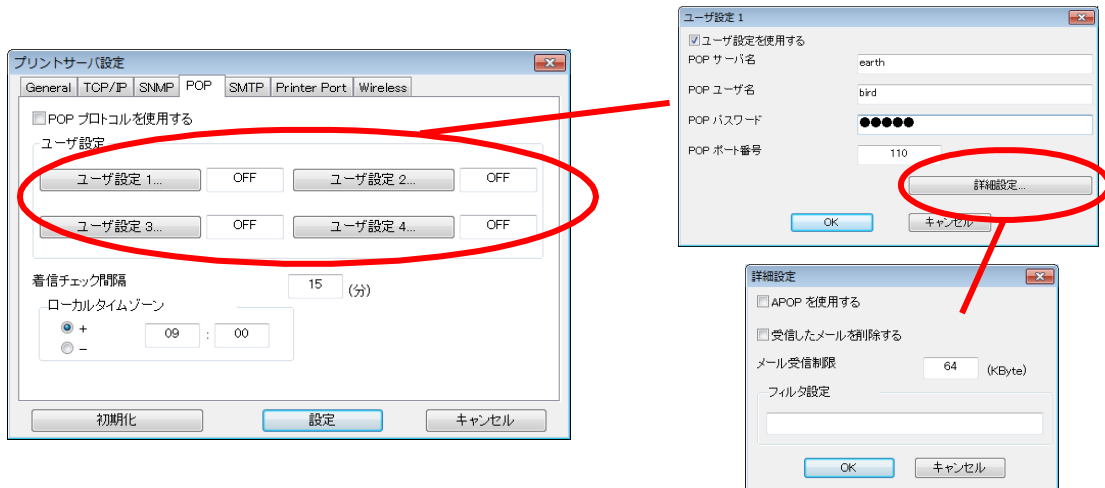 プリントサーバ設定
General TCP/IP SNMP POP SMTP Printer Port Wireless
POP プロトコルを使用する
ユーザ設定
ユーザ設定 1... OFF ユーザ設定 2... OFF
ユーザ設定 3... OFF ユーザ設定 4... OFF
着信チェック間隔 15 (分)
ローカルタイムゾーン
+ 09 : 00
-
初期化 設定 キャンセル
ユーザ設定 1
ユーザ設定を使用する
POP サーバ名 earth
POP ユーザ名 bird
POP パスワード ●●●●●
POP ポート番号 110
詳細設定...
OK キャンセル
詳細設定
APOP を使用する
受信したメールを削除する
メール受信制限 64 (KByte)
フィルタ設定
OK キャンセル